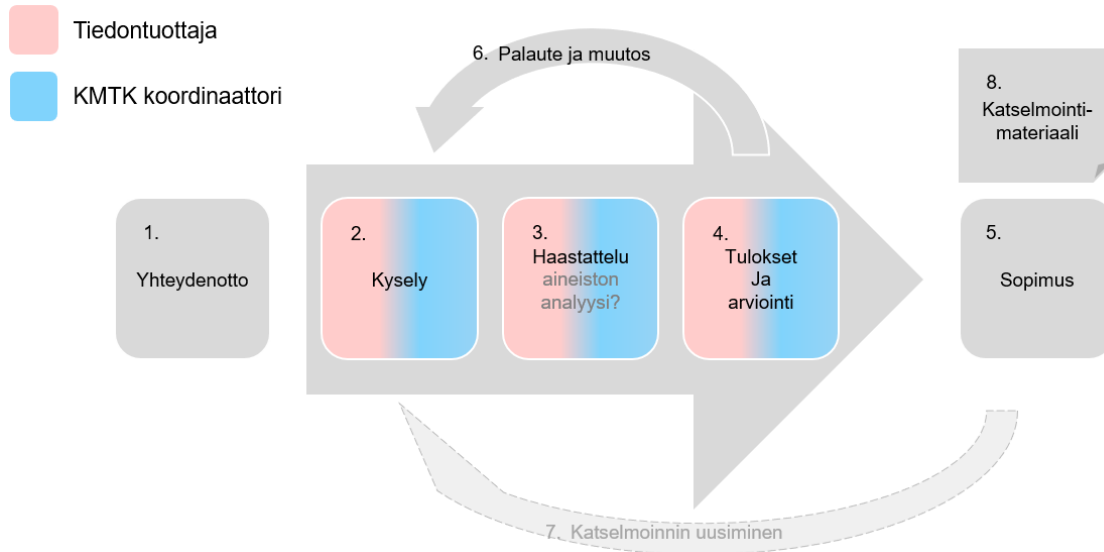 Tiedontuottaja
KMTK koordinaattori
6. Palaute ja muutos
8.
Katselmointi-
materiaali
1.
Yhteydenotto
2.
Kysely
3.
Haastattelu
aineiston
analyysi?
4.
Tulokset
Ja
arviointi
5.
Sopimus
7. Katselmoinnin uusiminen